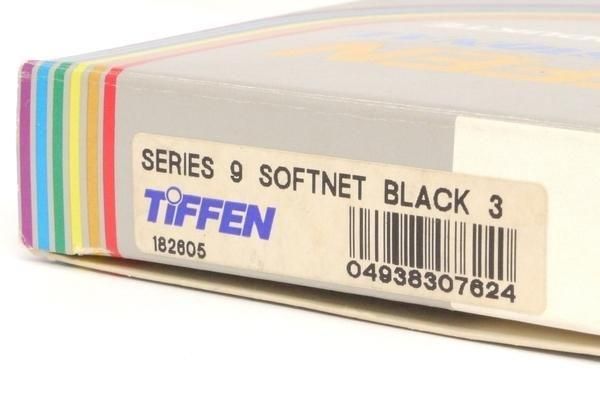 SERIES 9 SOFTNET BLACK 3
TiFFEN
182605
04938307624